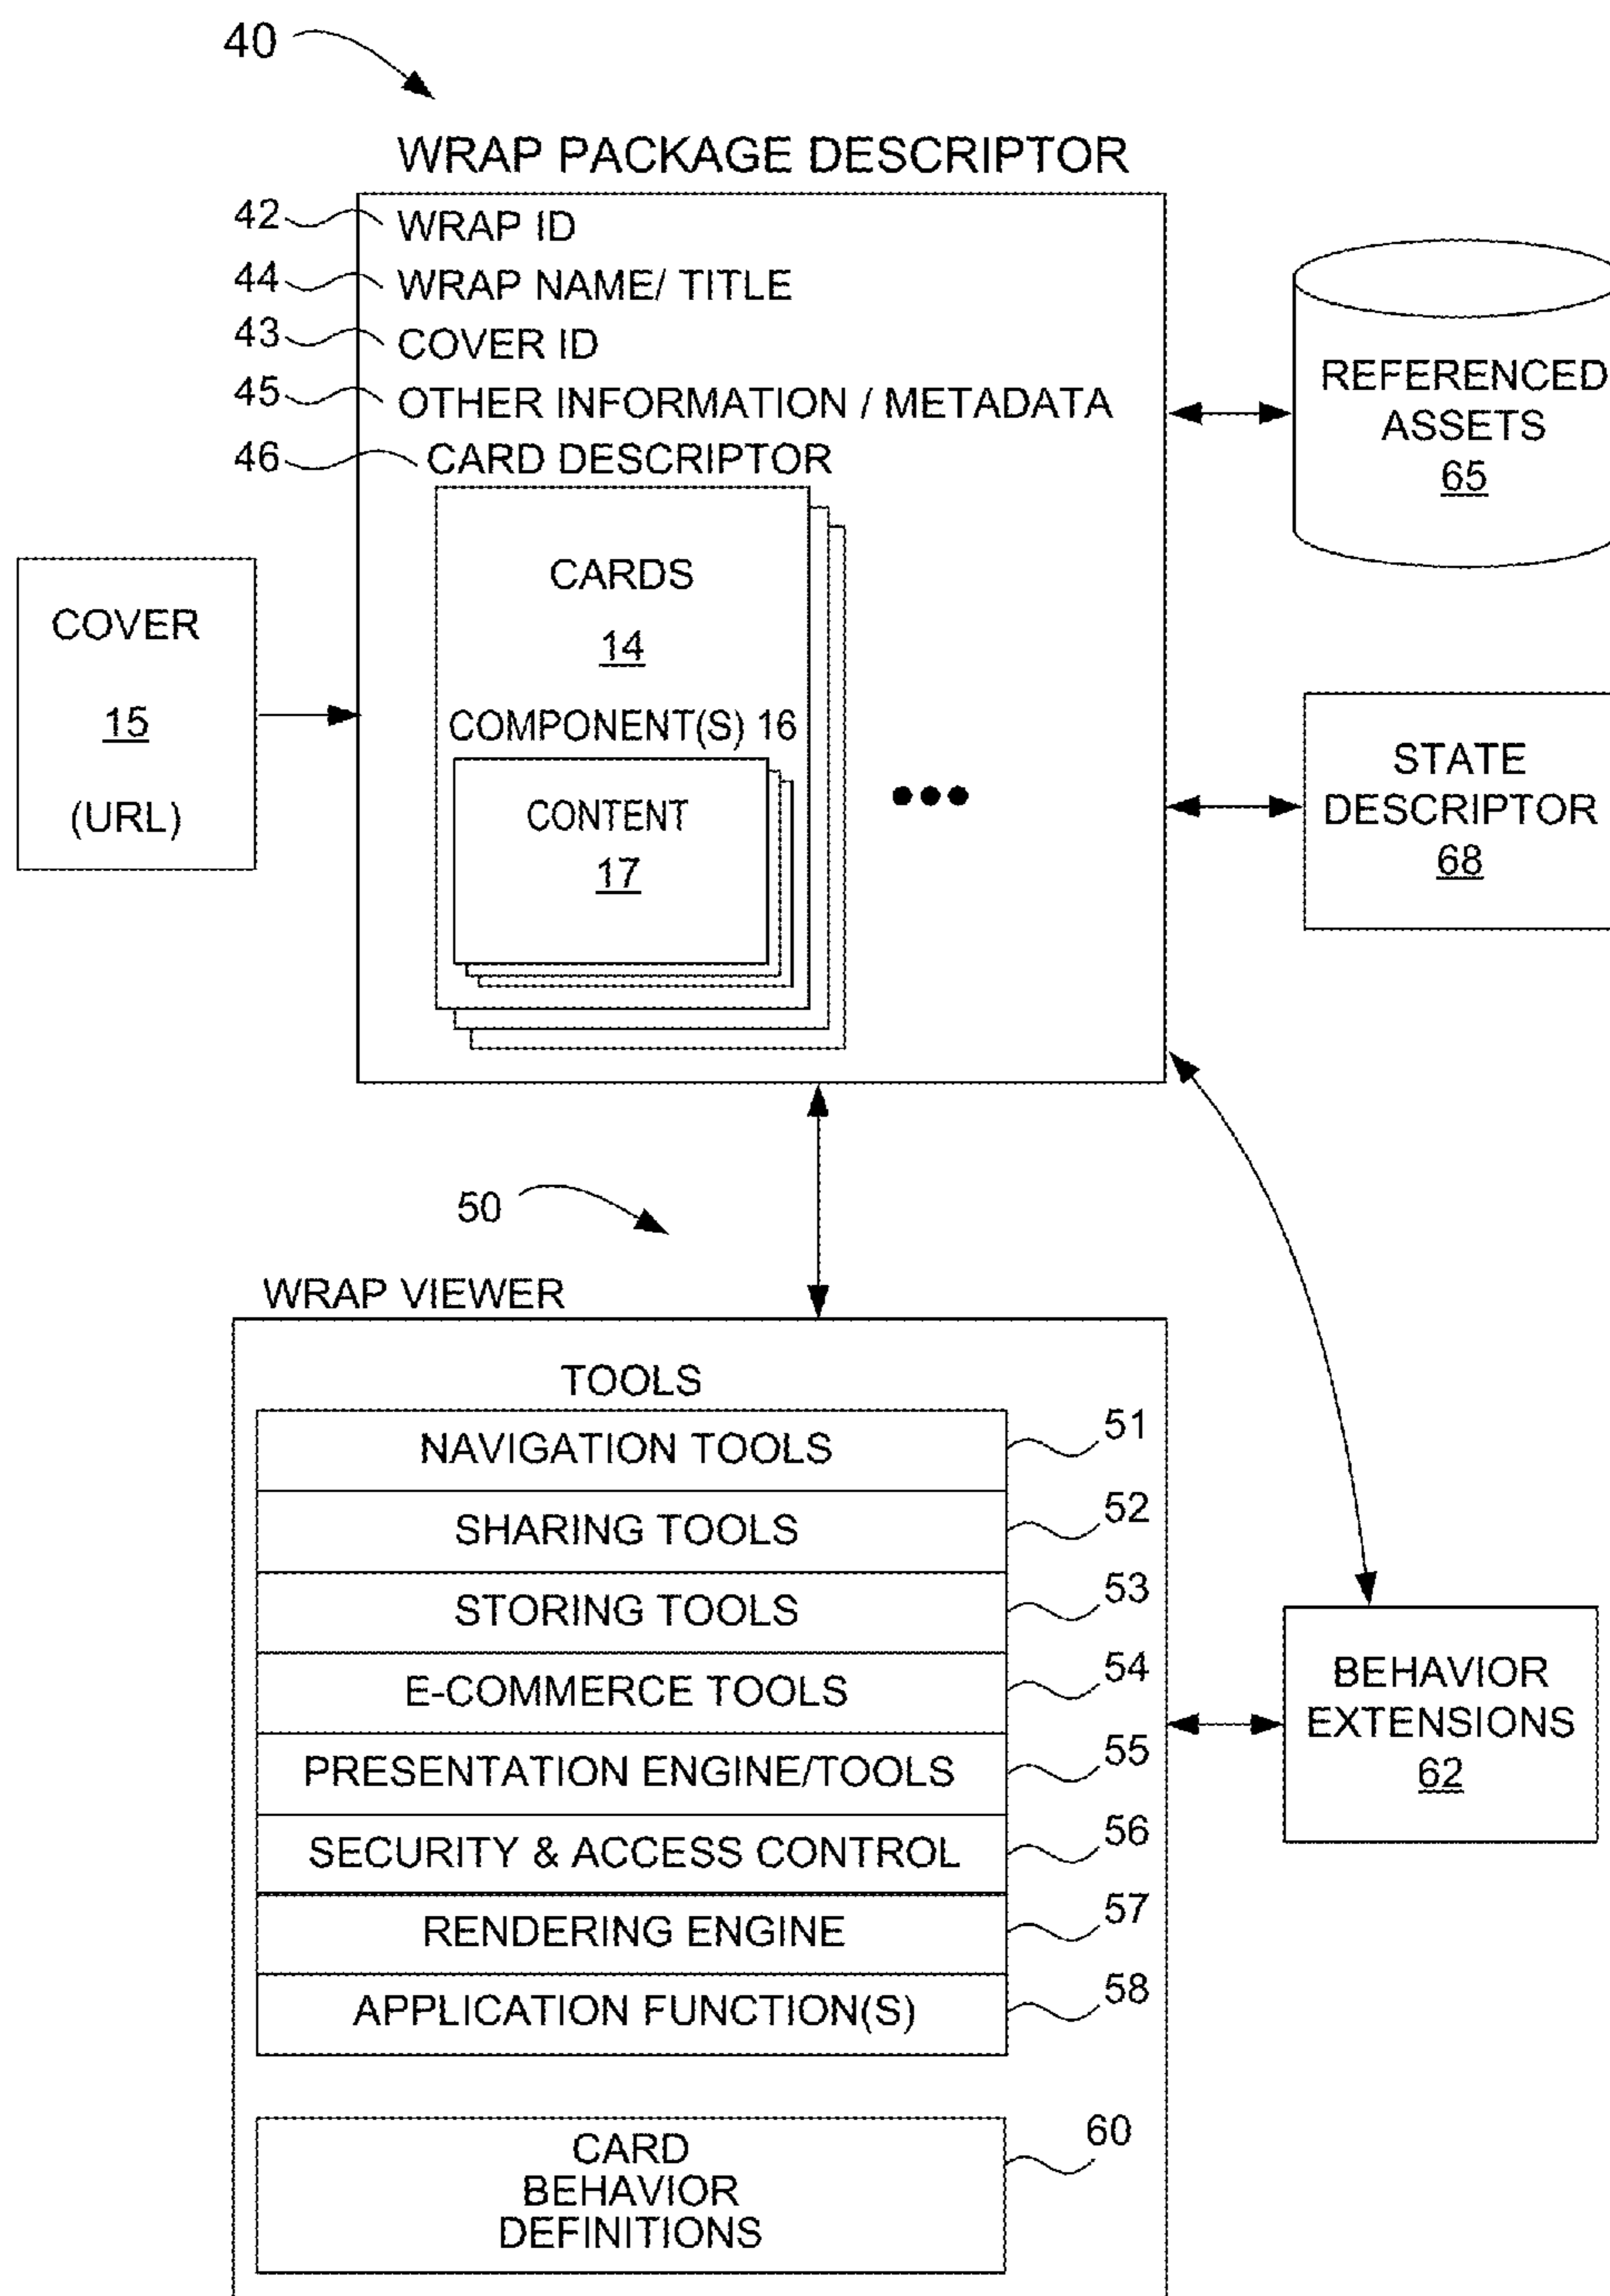 40
WRAP PACKAGE DESCRIPTOR
42 WRAP ID
44 WRAP NAME/ TITLE
43 COVER ID
45 OTHER INFORMATION / METADATA
46 CARD DESCRIPTOR
CARDS
14
COMPONENT(S) 16
CONTENT
17
COVER
15
(URL)
REFERENCED
ASSETS
65
STATE
DESCRIPTOR
68
50
WRAP VIEWER
TOOLS
NAVIGATION TOOLS 51
SHARING TOOLS 52
STORING TOOLS 53
E-COMMERCE TOOLS 54
PRESENTATION ENGINE/TOOLS 55
SECURITY & ACCESS CONTROL 56
RENDERING ENGINE 57
APPLICATION FUNCTION(S) 58
CARD 60
BEHAVIOR
DEFINITIONS
BEHAVIOR
EXTENSIONS
62